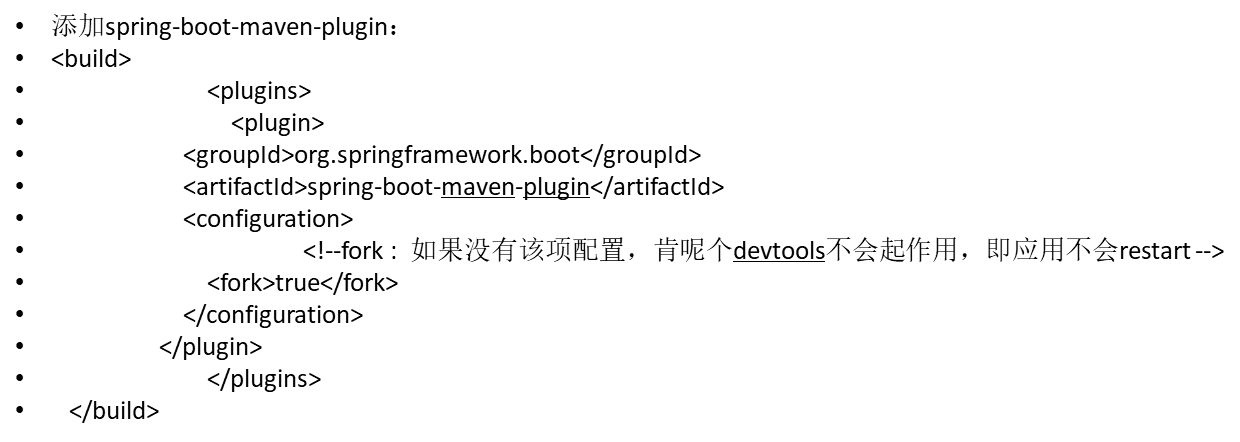 • 添加spring-boot-maven-plugin：
• <build>
• <plugins>
• <plugin>
• <groupId>org.springframework.boot</groupId>
• <artifactId>spring-boot-maven-plugin</artifactId>
• <configuration>
• <!--fork :  如果没有该项配置，肯呢个devtools不会起作用，即应用不会restart -->
• <fork>true</fork>
• </configuration>
• </plugin>
• </plugins>
• </build>